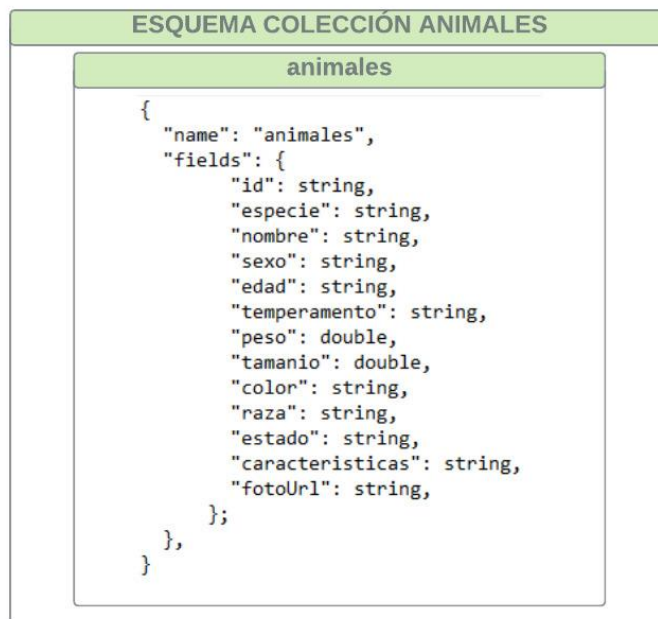 ESQUEMA COLECCIÓN ANIMALES
animales
{
"name": "animales",
"fields": {
"id": string,
"especie": string,
"nombre": string,
"sexo": string,
"edad": string,
"temperamento": string,
"peso": double,
"tamanio": double,
"color": string,
"raza": string,
"estado": string,
"caracteristicas": string,
"fotoUrl": string,
};
},
}